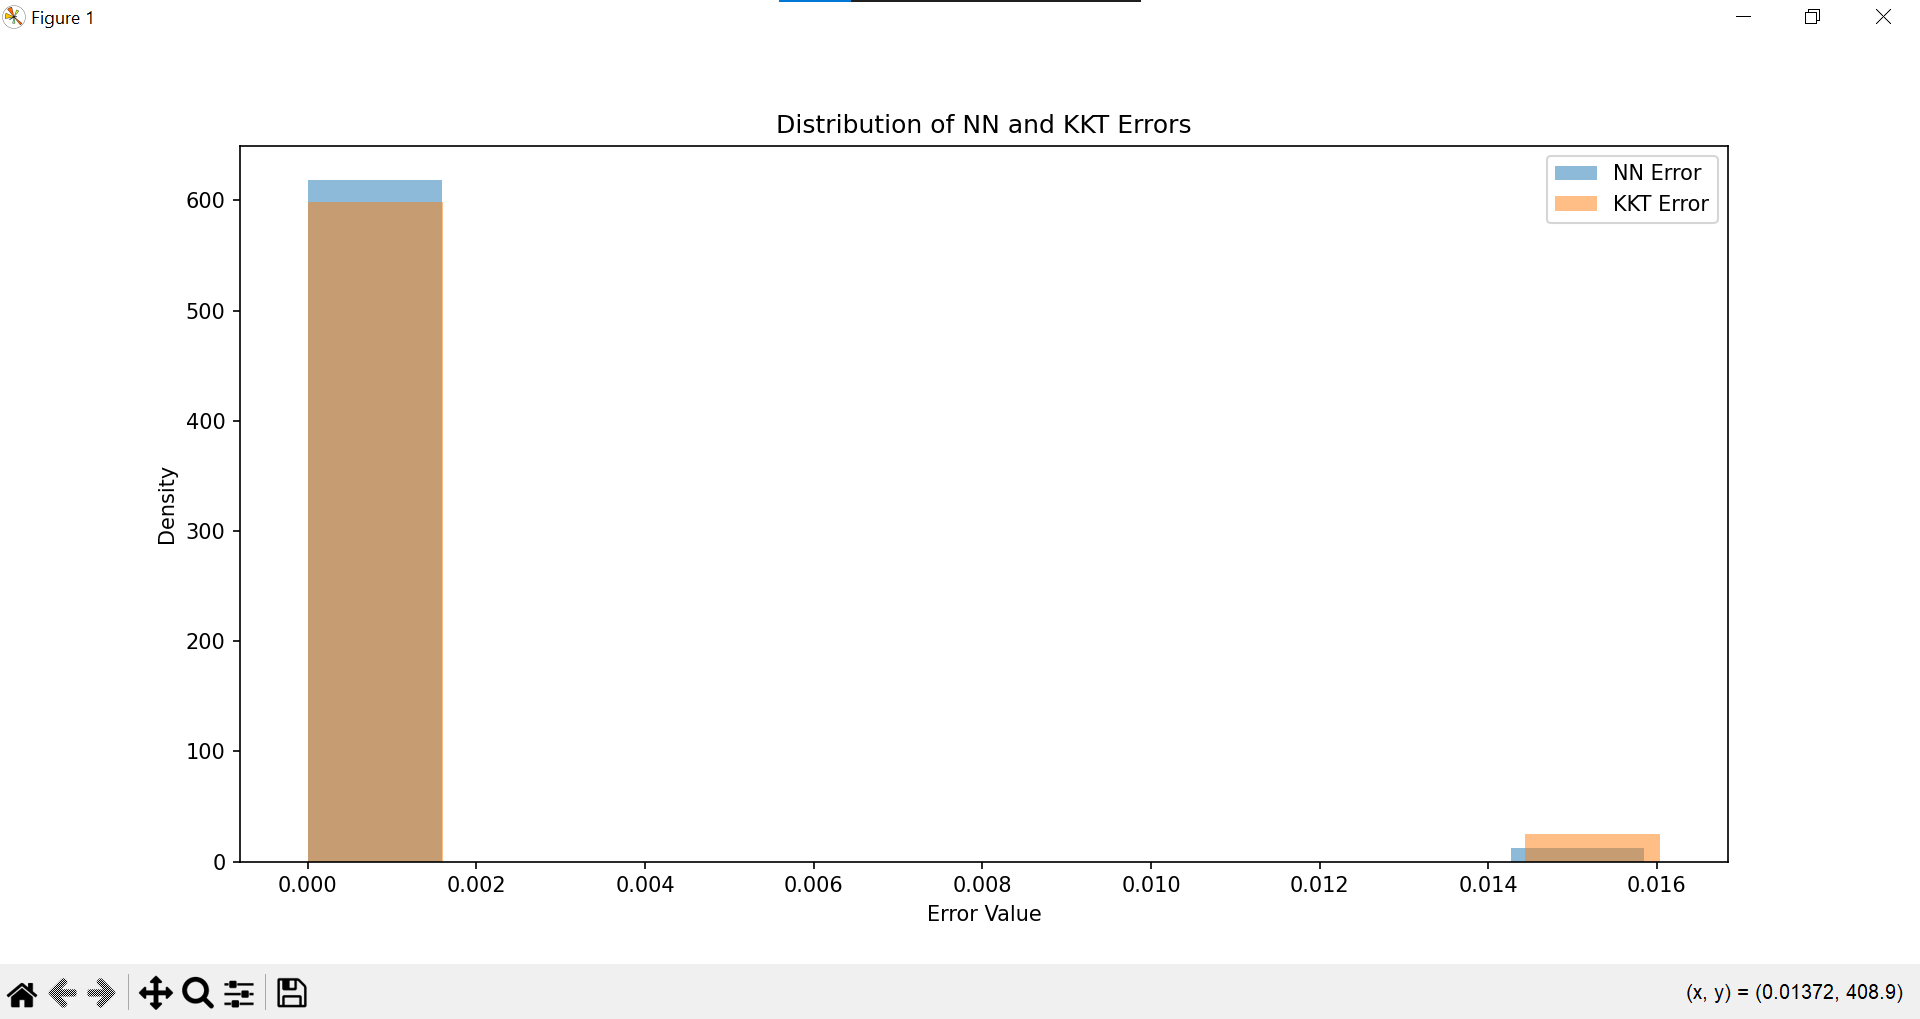 Figure 1
Distribution of NN and KKT Errors
NN Error
KKT Error
600
500
400
300
200
100
0
Density
0.000 0.002 0.004 0.006 0.008 0.010 0.012 0.014 0.016
Error Value
(x, y) = (0.01372, 408.9)